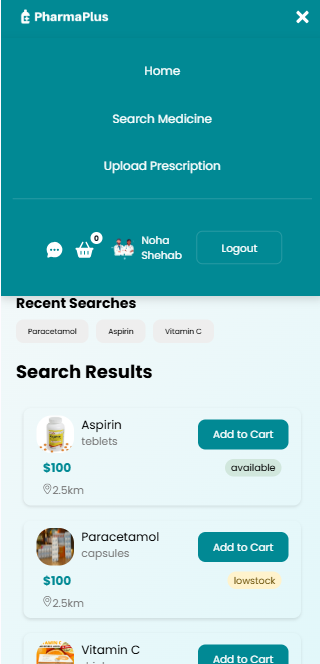 PharmaPlus
Home
Search Medicine
Upload Prescription
0
Noha
Shehab
Logout
Recent Searches
Paracetamol
Aspirin
Vitamin C
Search Results
Aspirin
teblets
Add to Cart
$100
available
2.5km
Paracetamol
capsules
Add to Cart
$100
lowstock
2.5km
Vitamin C
Add to Cart